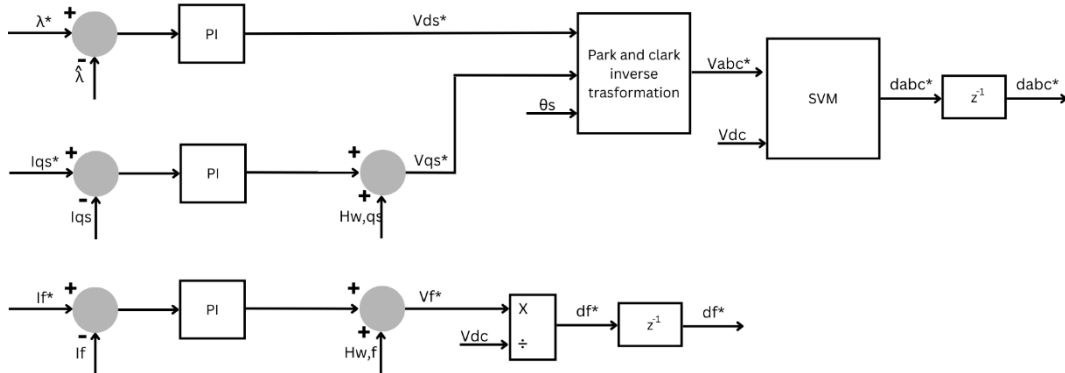 λ*
+
-
λ̂
PI
Vds*
Park and clark
inverse
trasformation
θs
Vabc*
Vdc
SVM
dabc*
z-1
dabc*
Iqs*
+
-
Iqs
PI
+
+
Hw,qs
Vqs*
If*
+
-
If
PI
+
+
Hw,f
Vf*
Vdc
X
÷
df*
z-1
df*